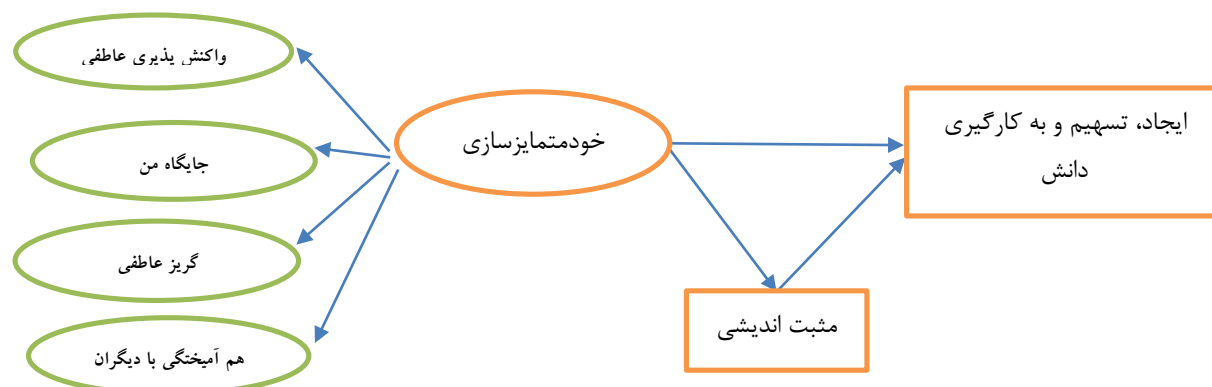 واکنش پذیری عاطفی
ایجاد، تسهیم و به کارگیری
دانش
خودمتمایزسازی
جایگاه من
گریز عاطفی
مثبت اندیشی
هم آمیختگی با دیگران